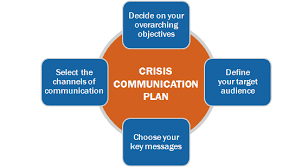 Decide on your
overarching
objectives
Select the
channels of
communication
CRISIS
COMMUNICATION
PLAN
Define
your target
audience
Choose your
key messages